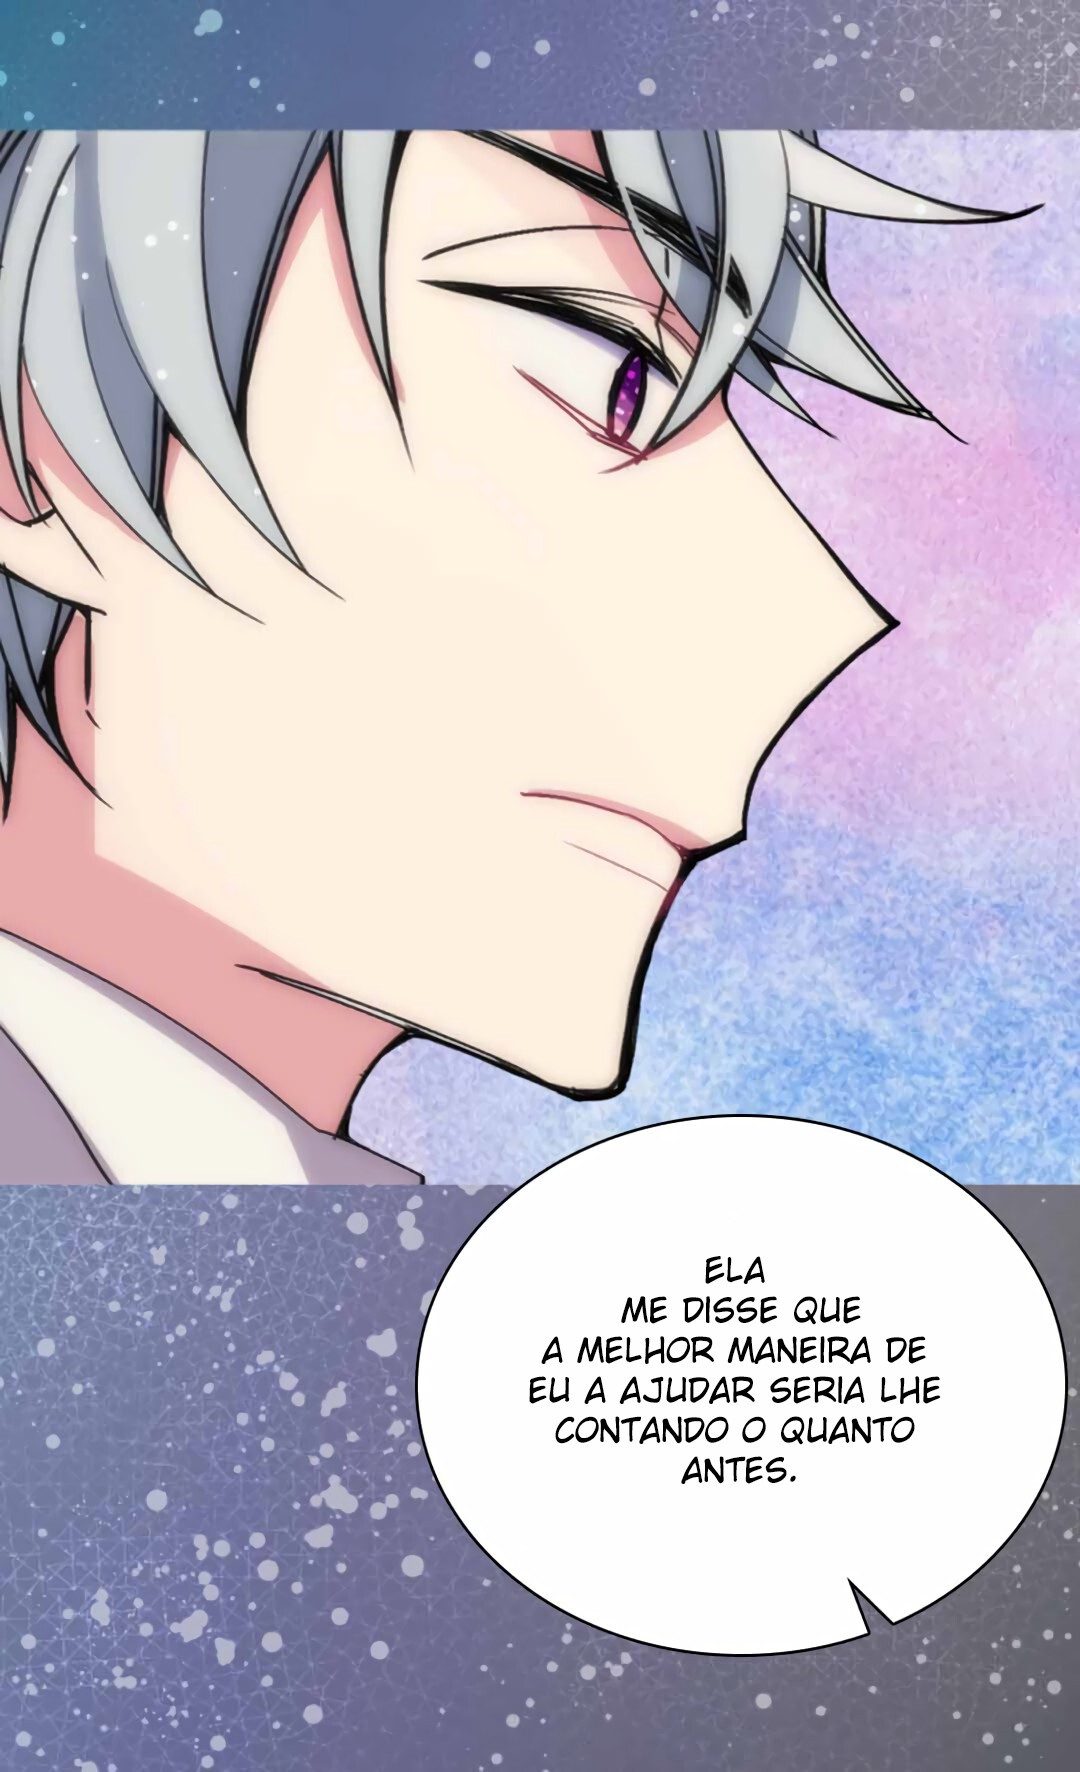 ELA
ME DISSE QUE
A MELHOR MANEIRA DE
EU A AJUDAR SERIA LHE
CONTANDO O QUANTO
ANTES.